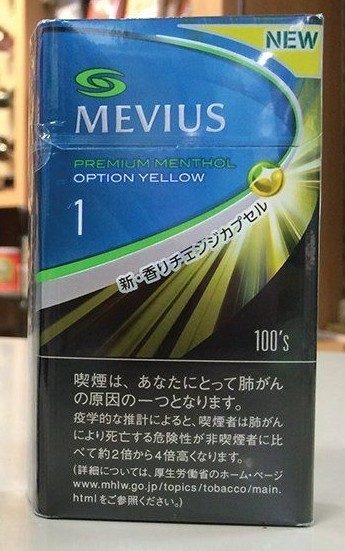 NEW
MEVIUS
PREMIUM MENTHOL
OPTION YELLOW
1
新・香りチェンジカプセル
100's
喫煙は、あなたにとって肺がん
の原因の一つとなります。
疫学的な推計によると、喫煙者は肺がん
により死亡する危険性が非喫煙者に比
べて約2倍から4倍高くなります。
(詳細については、厚生労働省のホーム・ページ
www.mhlw.go.jp/topics/tobacco/main.
htmlをご参照ください。)